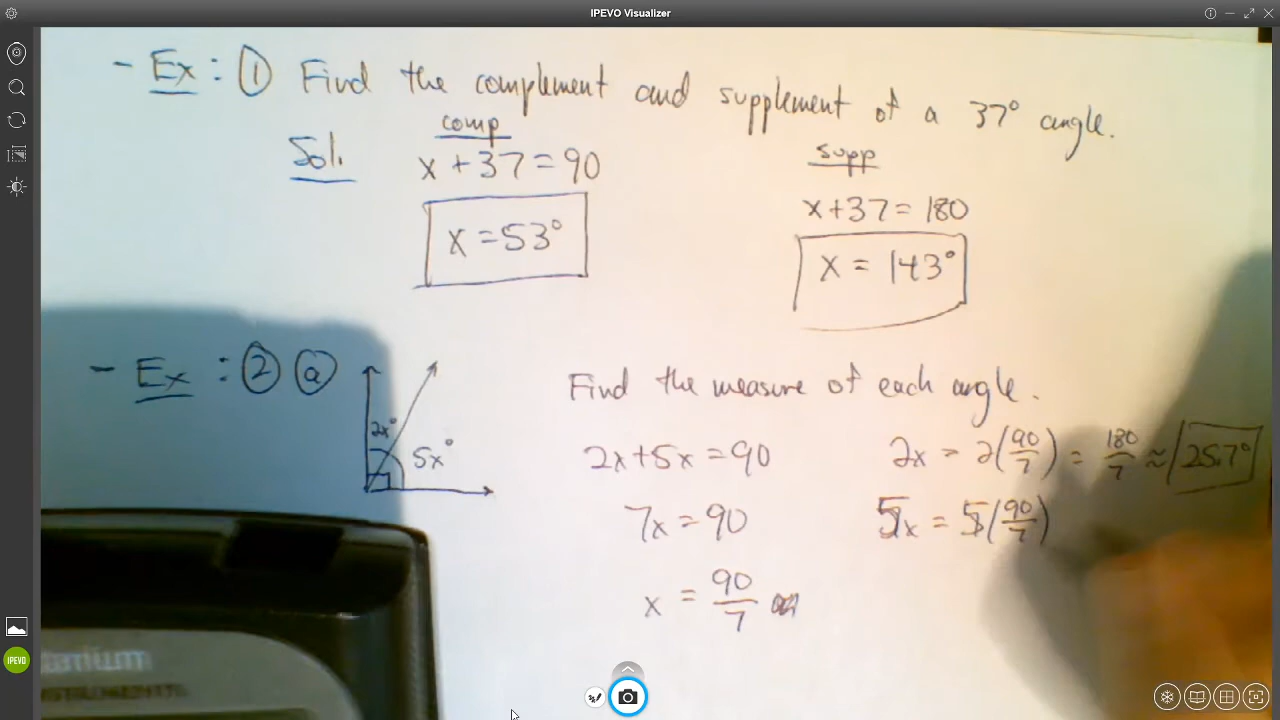 IPEVO Visualizer
- Ex: ① Find the complement and supplement of a 37° angle.
Sol.
comp
x + 37 = 90
x = 53°
supp
x + 37 = 180
x = 143°
- Ex: ② ⓐ
2x°
5x°
Find the measure of each angle.
2x + 5x = 90
7x = 90
x = 90/7
2x = 2(90/7) = 180/7 ≈ 25.7°
5x = 5(90/7)
IPEVO